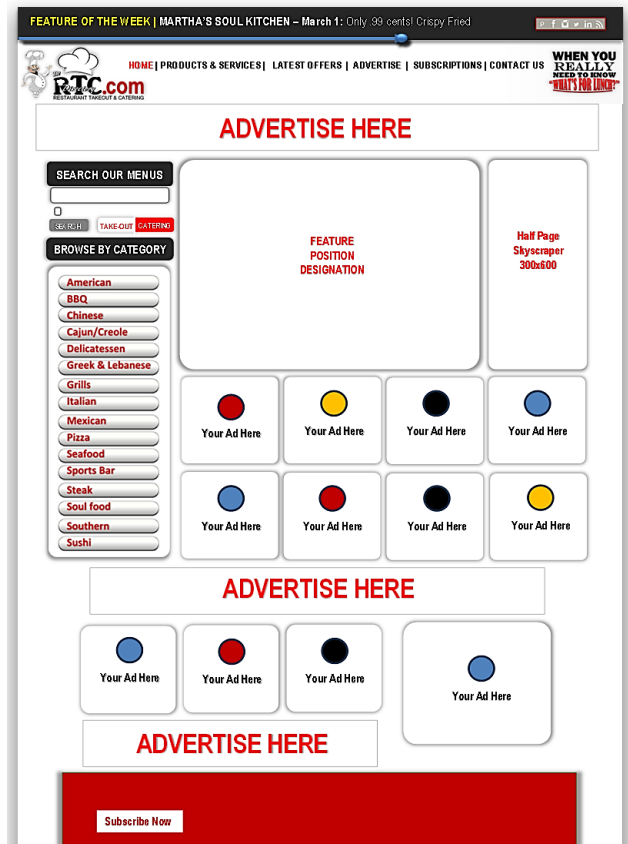 FEATURE OF THE WEEK | MARTHA'S SOUL KITCHEN – March 1: Only .99 cents! Crispy Fried
RTC.com
RESTAURANT TAKEOUT & CATERING
HOME | PRODUCTS & SERVICES | LATEST OFFERS | ADVERTISE | SUBSCRIPTIONS | CONTACT US
WHEN YOU
REALLY
NEED TO KNOW
"WHAT'S FOR LUNCH?"
ADVERTISE HERE
SEARCH OUR MENUS
SEARCH
TAKE-OUT
CATERING
BROWSE BY CATEGORY
American
BBQ
Chinese
Cajun/Creole
Delicatessen
Greek & Lebanese
Grills
Italian
Mexican
Pizza
Seafood
Sports Bar
Steak
Soul food
Southern
Sushi
FEATURE
POSITION
DESIGNATION
Half Page
Skyscraper
300x600
Your Ad Here
Your Ad Here
Your Ad Here
Your Ad Here
Your Ad Here
Your Ad Here
Your Ad Here
Your Ad Here
ADVERTISE HERE
Your Ad Here
Your Ad Here
Your Ad Here
Your Ad Here
ADVERTISE HERE
Subscribe Now